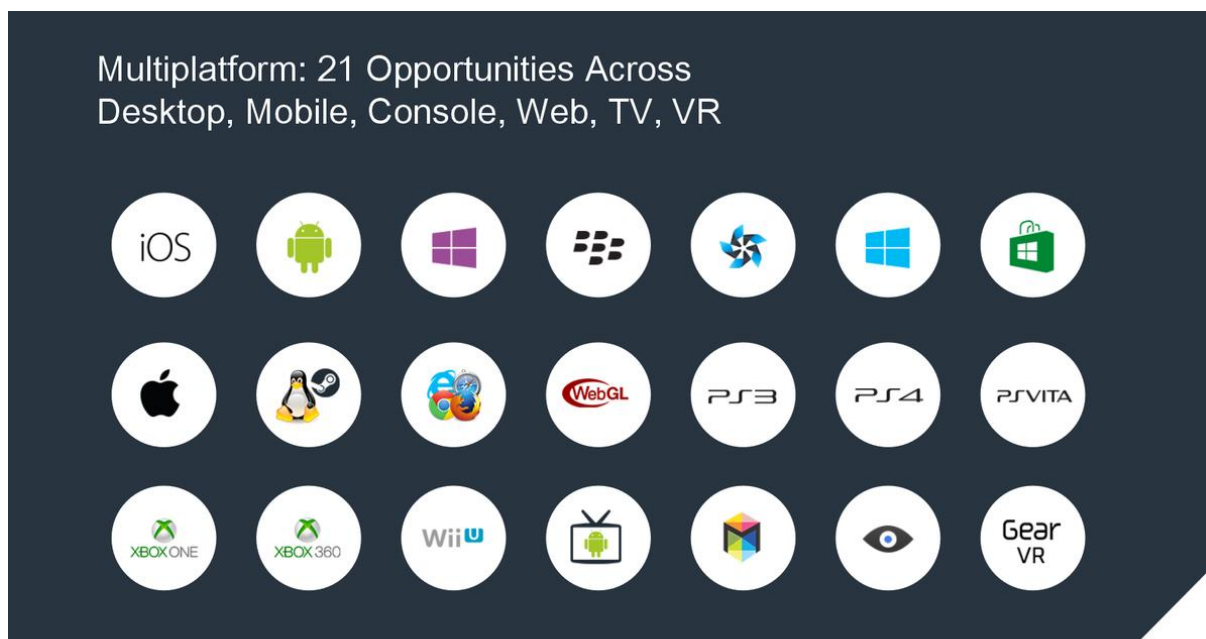 Multiplatform: 21 Opportunities Across
Desktop, Mobile, Console, Web, TV, VR
iOS
WebGL
PS3
PS4
PSVITA
XBOX ONE
XBOX 360
Wii U
Gear
VR